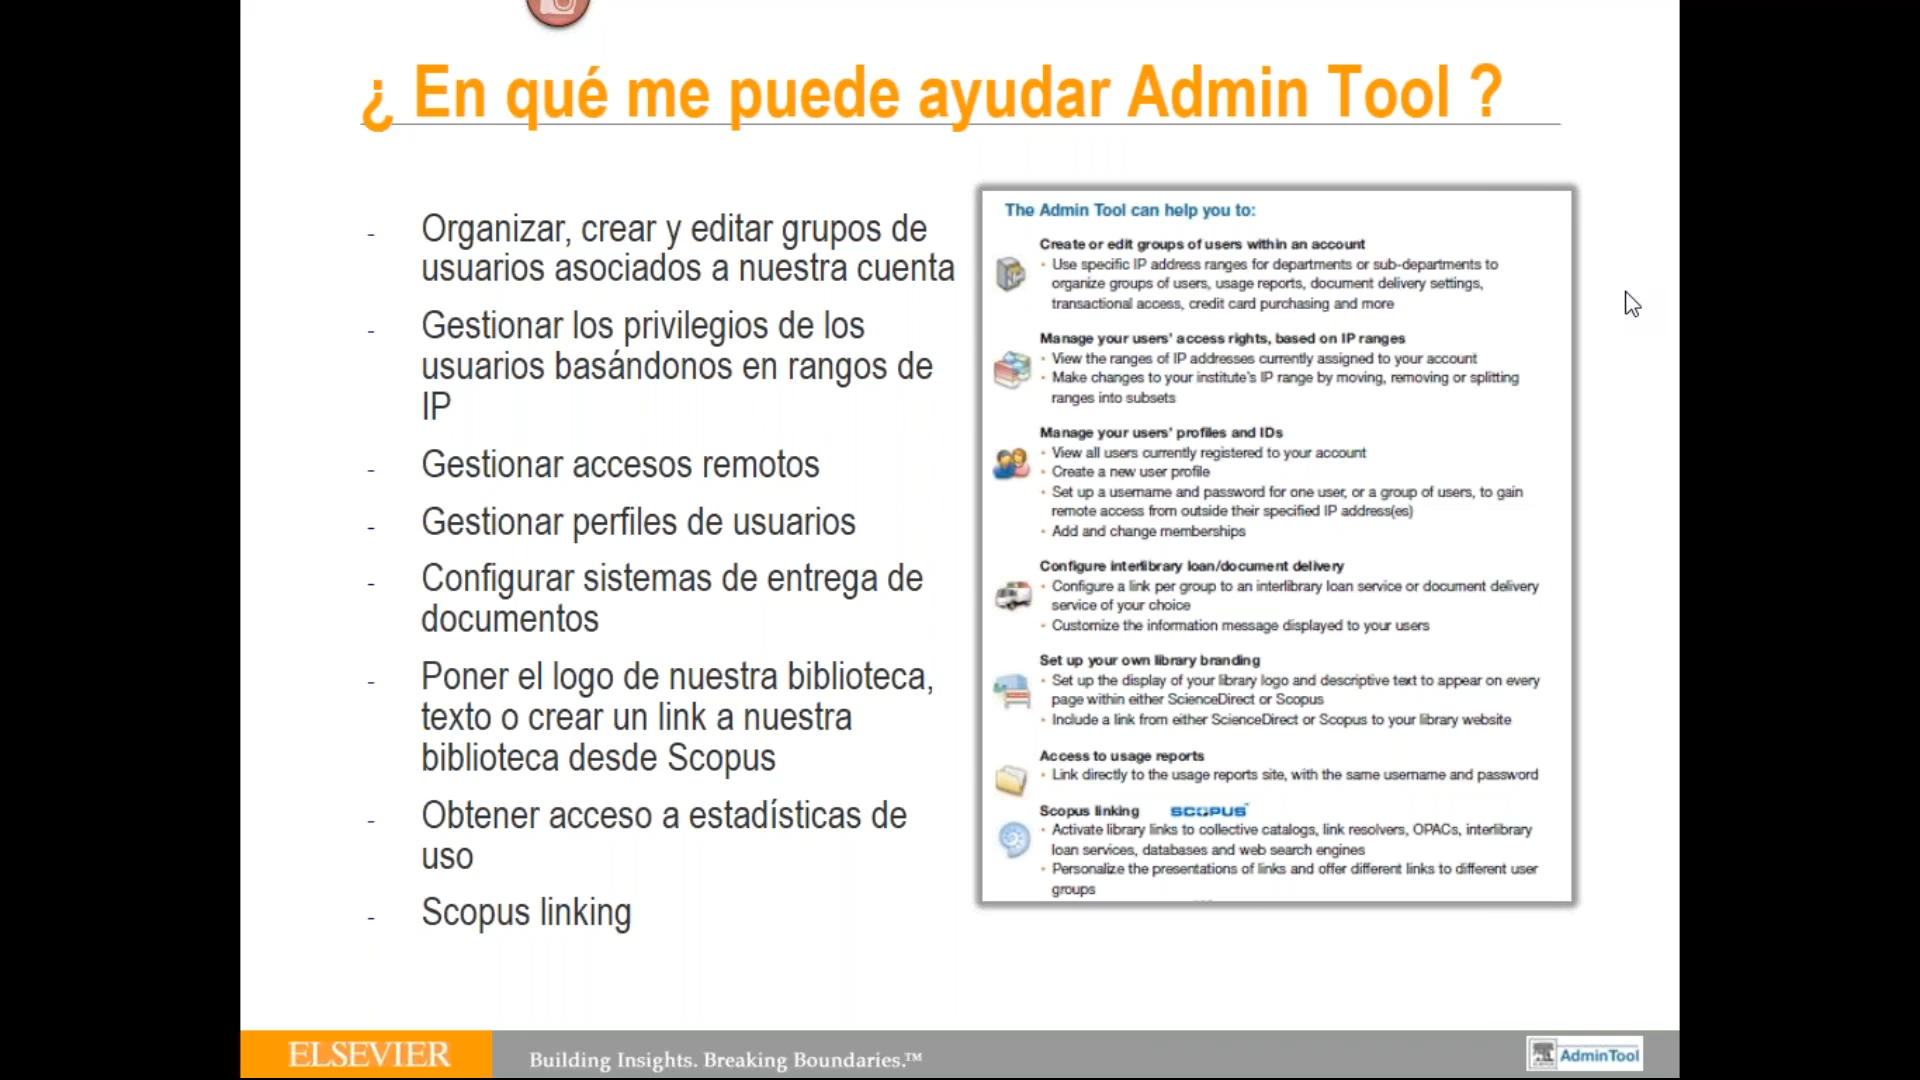 ¿ En qué me puede ayudar Admin Tool ?
- Organizar, crear y editar grupos de
usuarios asociados a nuestra cuenta
- Gestionar los privilegios de los
usuarios basándonos en rangos de
IP
- Gestionar accesos remotos
- Gestionar perfiles de usuarios
- Configurar sistemas de entrega de
documentos
- Poner el logo de nuestra biblioteca,
texto o crear un link a nuestra
biblioteca desde Scopus
- Obtener acceso a estadísticas de
uso
- Scopus linking
The Admin Tool can help you to:
Create or edit groups of users within an account
• Use specific IP address ranges for departments or sub-departments to
organize groups of users, usage reports, document delivery settings,
transactional access, credit card purchasing and more
Manage your users' access rights, based on IP ranges
• View the ranges of IP addresses currently assigned to your account
• Make changes to your institute's IP range by moving, removing or splitting
ranges into subsets
Manage your users' profiles and IDs
• View all users currently registered to your account
• Create a new user profile
• Set up a username and password for one user, or a group of users, to gain
remote access from outside their specified IP address(es)
• Add and change memberships
Configure interlibrary loan/document delivery
• Configure a link per group to an interlibrary loan service or document delivery
service of your choice
• Customize the information message displayed to your users
Set up your own library branding
• Set up the display of your library logo and descriptive text to appear on every
page within either ScienceDirect or Scopus
• Include a link from either ScienceDirect or Scopus to your library website
Access to usage reports
• Link directly to the usage reports site, with the same username and password
Scopus linking SCOPUS™
• Activate library links to collective catalogs, link resolvers, OPACs, interlibrary
loan services, databases and web search engines
• Personalize the presentations of links and offer different links to different user
groups
ELSEVIER Building Insights. Breaking Boundaries.™ AdminTool